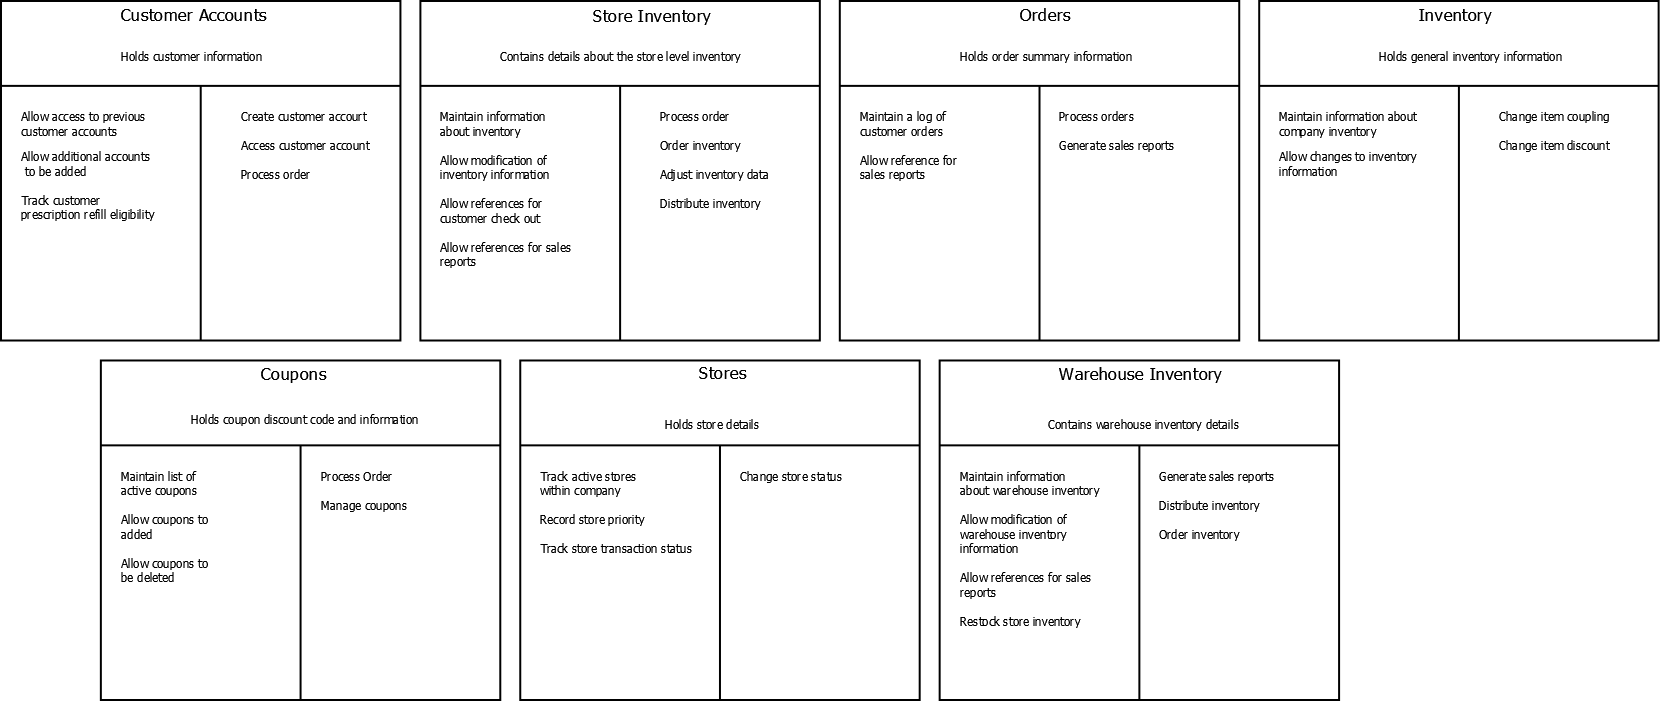 Customer Accounts
Holds customer information
Allow access to previous
customer accounts
Allow additional accounts
to be added
Track customer
prescription refill eligibility
Create customer accourt
Access customer account
Process order
Store Inventory
Contains details about the store level inventory
Maintain information
about inventory
Allow modification of
inventory information
Allow references for
customer check out
Allow references for sales
reports
Process order
Order inventory
Adjust inventory data
Distribute inventory
Orders
Holds order summary information
Maintain a log of
customer orders
Allow reference for
sales reports
Process orders
Generate sales reports
Inventory
Holds general inventory information
Maintain information about
company inventory
Allow changes to inventory
information
Change item coupling
Change item discount
Coupons
Holds coupon discount code and information
Maintain list of
active coupons
Allow coupons to
added
Allow coupons to
be deleted
Process Order
Manage coupons
Stores
Holds store details
Track active stores
within company
Record store priority
Track store transaction status
Change store status
Warehouse Inventory
Contains warehouse inventory details
Maintain information
about warehouse inventory
Allow modification of
warehouse inventory
information
Allow references for sales
reports
Restock store inventory
Generate sales reports
Distribute inventory
Order inventory